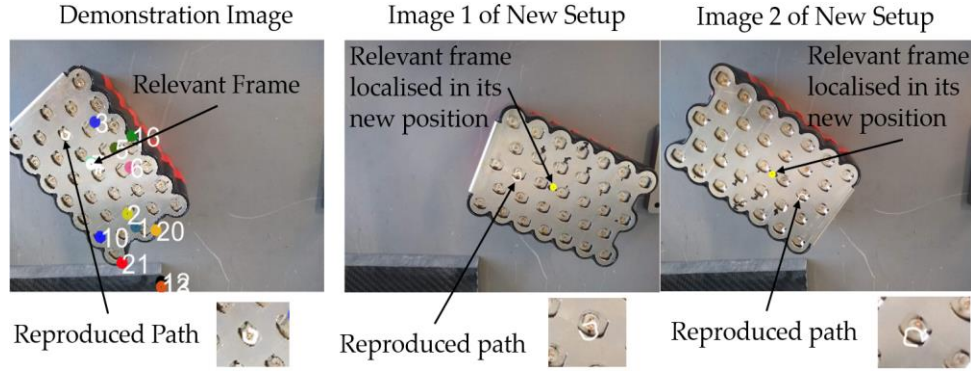 Demonstration Image
Image 1 of New Setup
Image 2 of New Setup
Relevant Frame
Relevant frame
localised in its
new position
Relevant frame
localised in its
new position
3
16
5
6
2
1
10
20
21
Reproduced Path
Reproduced path
Reproduced path